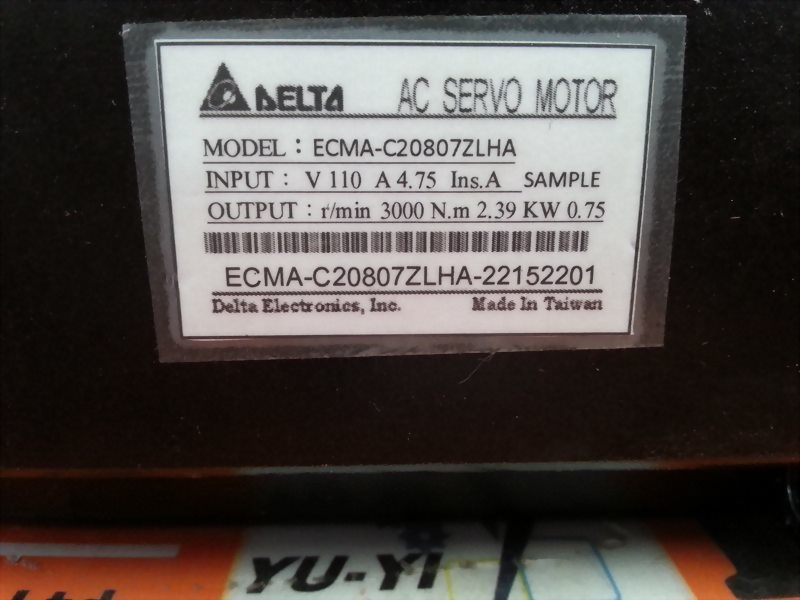 DELTA AC SERVO MOTOR
MODEL : ECMA-C20807ZLHA
INPUT : V 110 A 4.75 Ins.A SAMPLE
OUTPUT : r/min 3000 N.m 2.39 KW 0.75
ECMA-C20807ZLHA-22152201
Delta Electronics, Inc. Made In Taiwan
YU-YI
Ltd